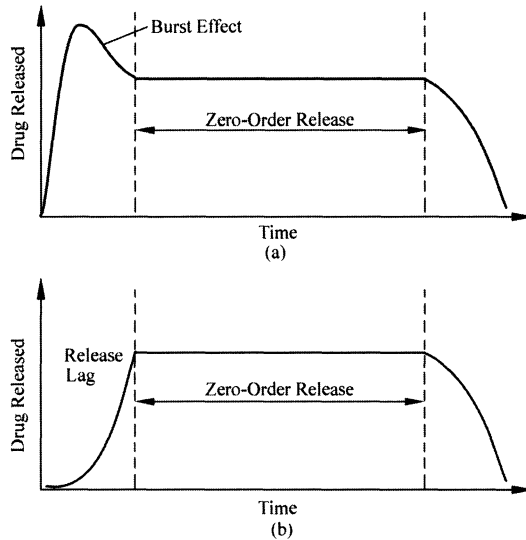 Burst Effect
Drug Released
Zero-Order Release
Time
(a)
Release
Lag
Drug Released
Zero-Order Release
Time
(b)